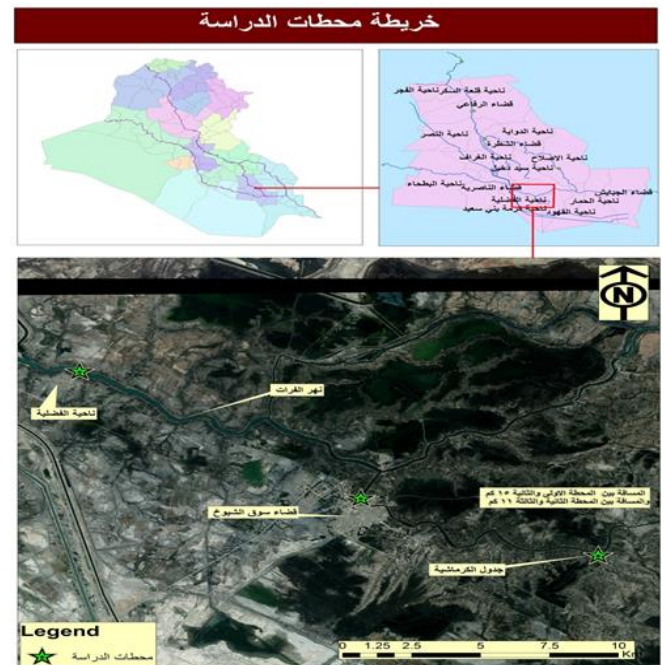 خريطة محطات الدراسة
ناحية قلعة السكر
ناحية الفجر
قضاء الرفاعي
ناحية الدواية
ناحية النصر
قضاء الشطرة
ناحية الاصلاح
ناحية الغراف
ناحية سيد دخيل
ناحية البطحاء
قضاء الناصرية
قضاء الجبايش
ناحية الحمار
ناحية الفضلية
ناحية كرمة بني سعيد
ناحية الفهود
N
نهر الفرات
ناحية الفضلية
المسافة بين المحطة الاولى والثانية ١٥ كم
والمسافة بين المحطة الثانية والثالثة ١١ كم
قضاء سوق الشيوخ
جدول الكرماشية
Legend
محطات الدراسة
0 1.25 2.5 5 7.5 10